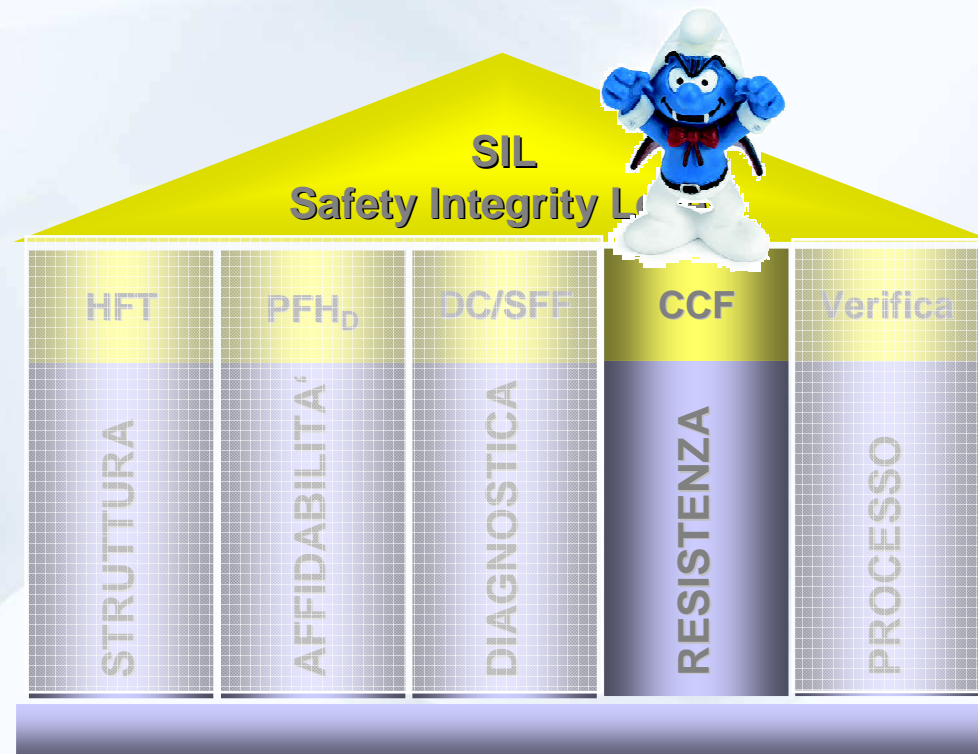 SIL
Safety Integrity
HFT
PFHD
DC/SFF
CCF
Verifica
STRUTTURA
AFFIDABILITA‘
DIAGNOSTICA
RESISTENZA
PROCESSO